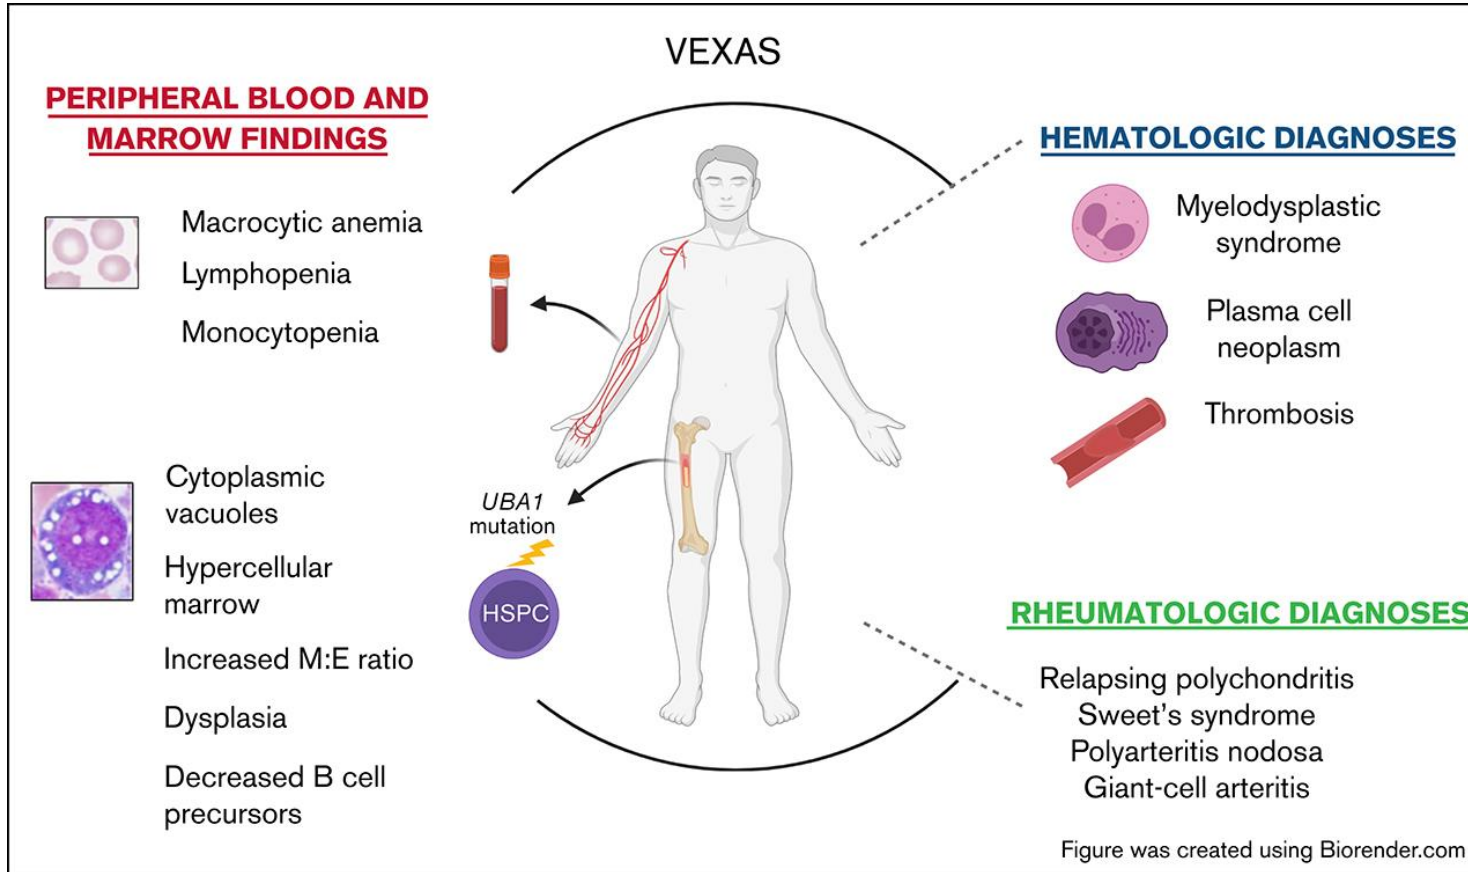 VEXAS
PERIPHERAL BLOOD AND
MARROW FINDINGS
Macrocytic anemia
Lymphopenia
Monocytopenia
Cytoplasmic
vacuoles
Hypercellular
marrow
Increased M:E ratio
Dysplasia
Decreased B cell
precursors
UBA1
mutation
HSPC
HEMATOLOGIC DIAGNOSES
Myelodysplastic
syndrome
Plasma cell
neoplasm
Thrombosis
RHEUMATOLOGIC DIAGNOSES
Relapsing polychondritis
Sweet's syndrome
Polyarteritis nodosa
Giant-cell arteritis
Figure was created using Biorender.com